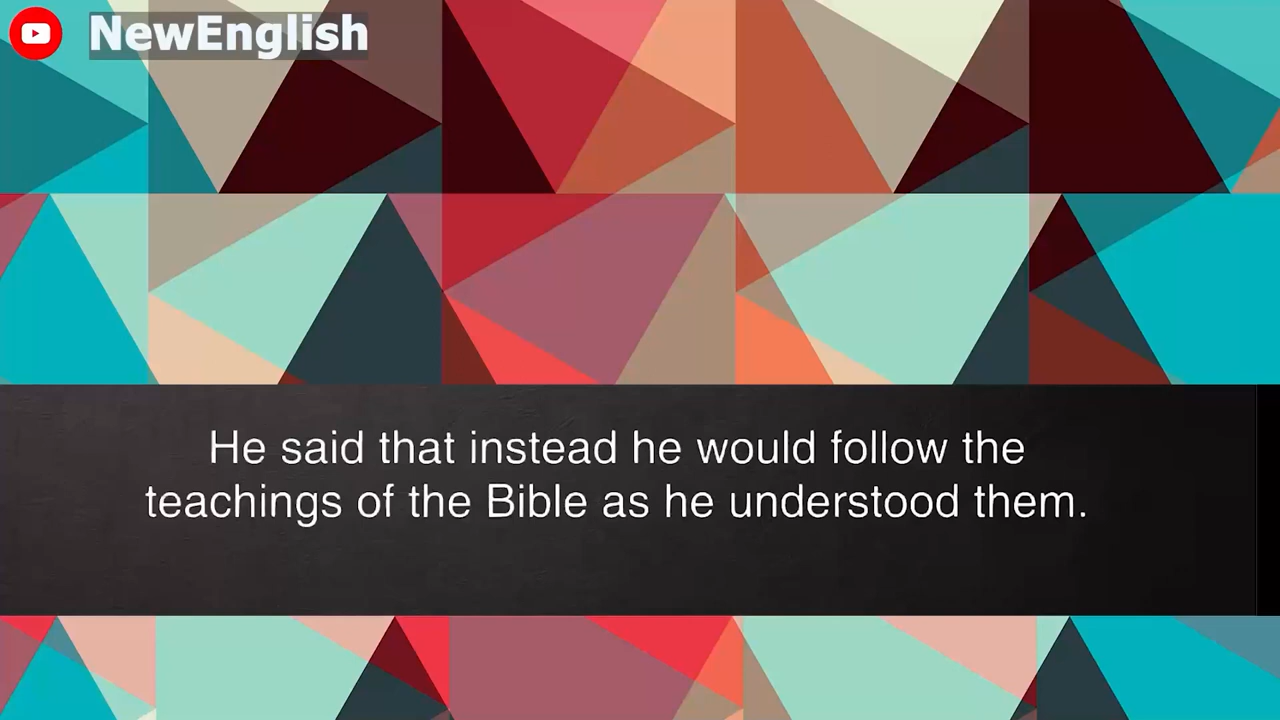 NewEnglish
He said that instead he would follow the
teachings of the Bible as he understood them.